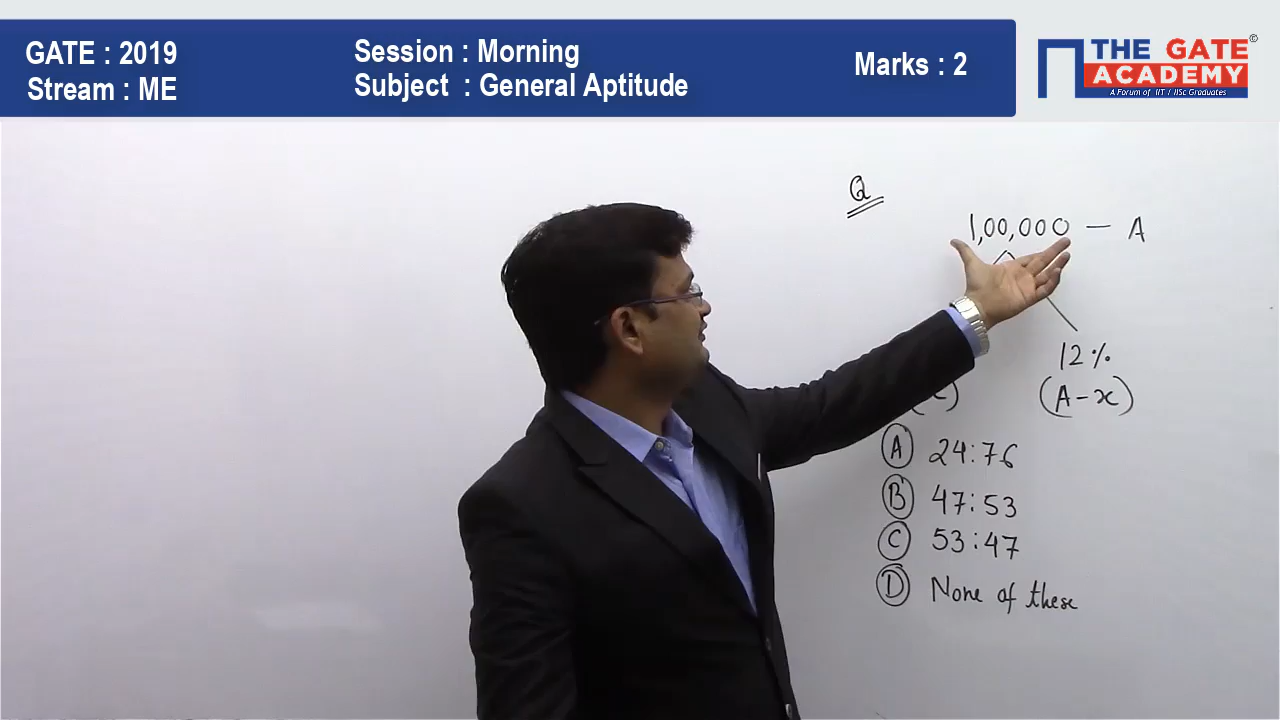 GATE : 2019
Stream : ME
Session : Morning
Subject : General Aptitude
Marks : 2
THE GATE
ACADEMY
A Forum of IIT / IISc Graduates
©
Q
1,00,000 — A
12%
(A-x)
(A) 24:76
(B) 47:53
(C) 53:47
(D) None of these